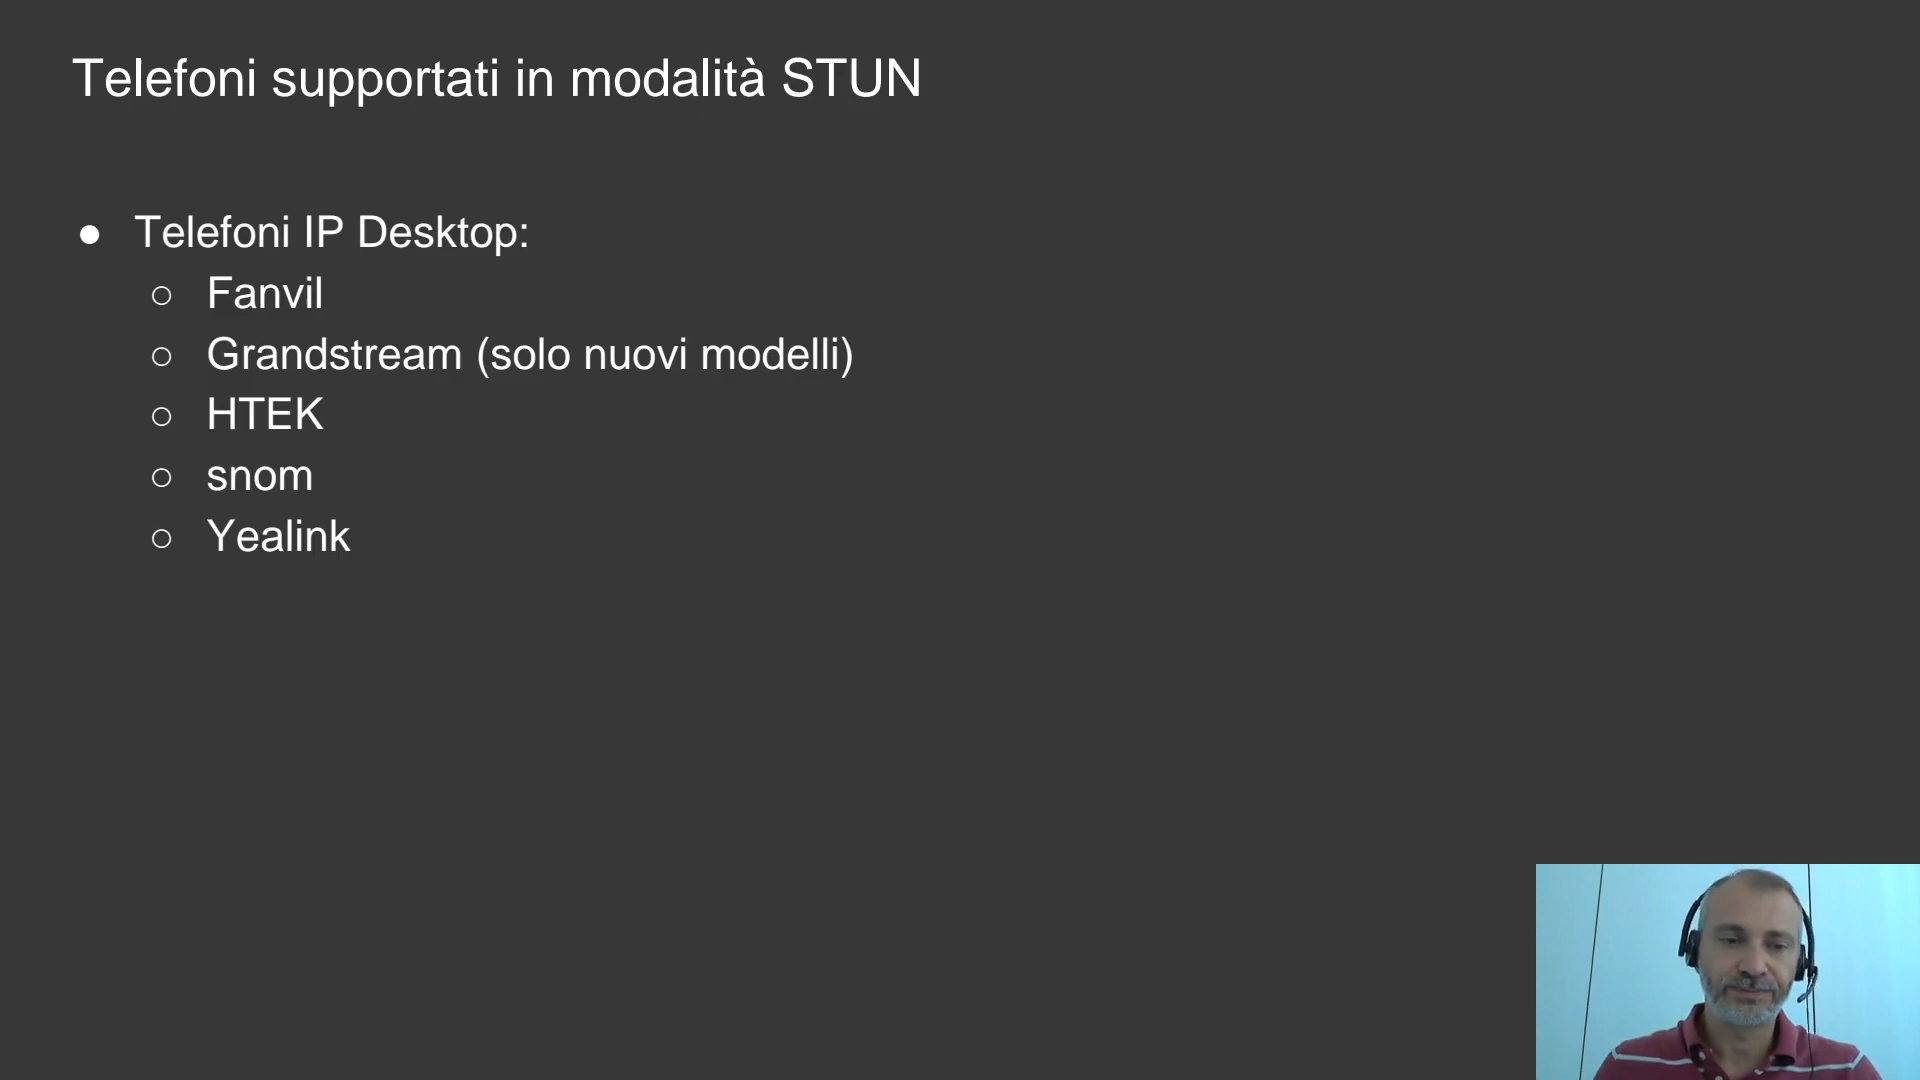 Telefoni supportati in modalità STUN
● Telefoni IP Desktop:
○ Fanvil
○ Grandstream (solo nuovi modelli)
○ HTEK
○ snom
○ Yealink